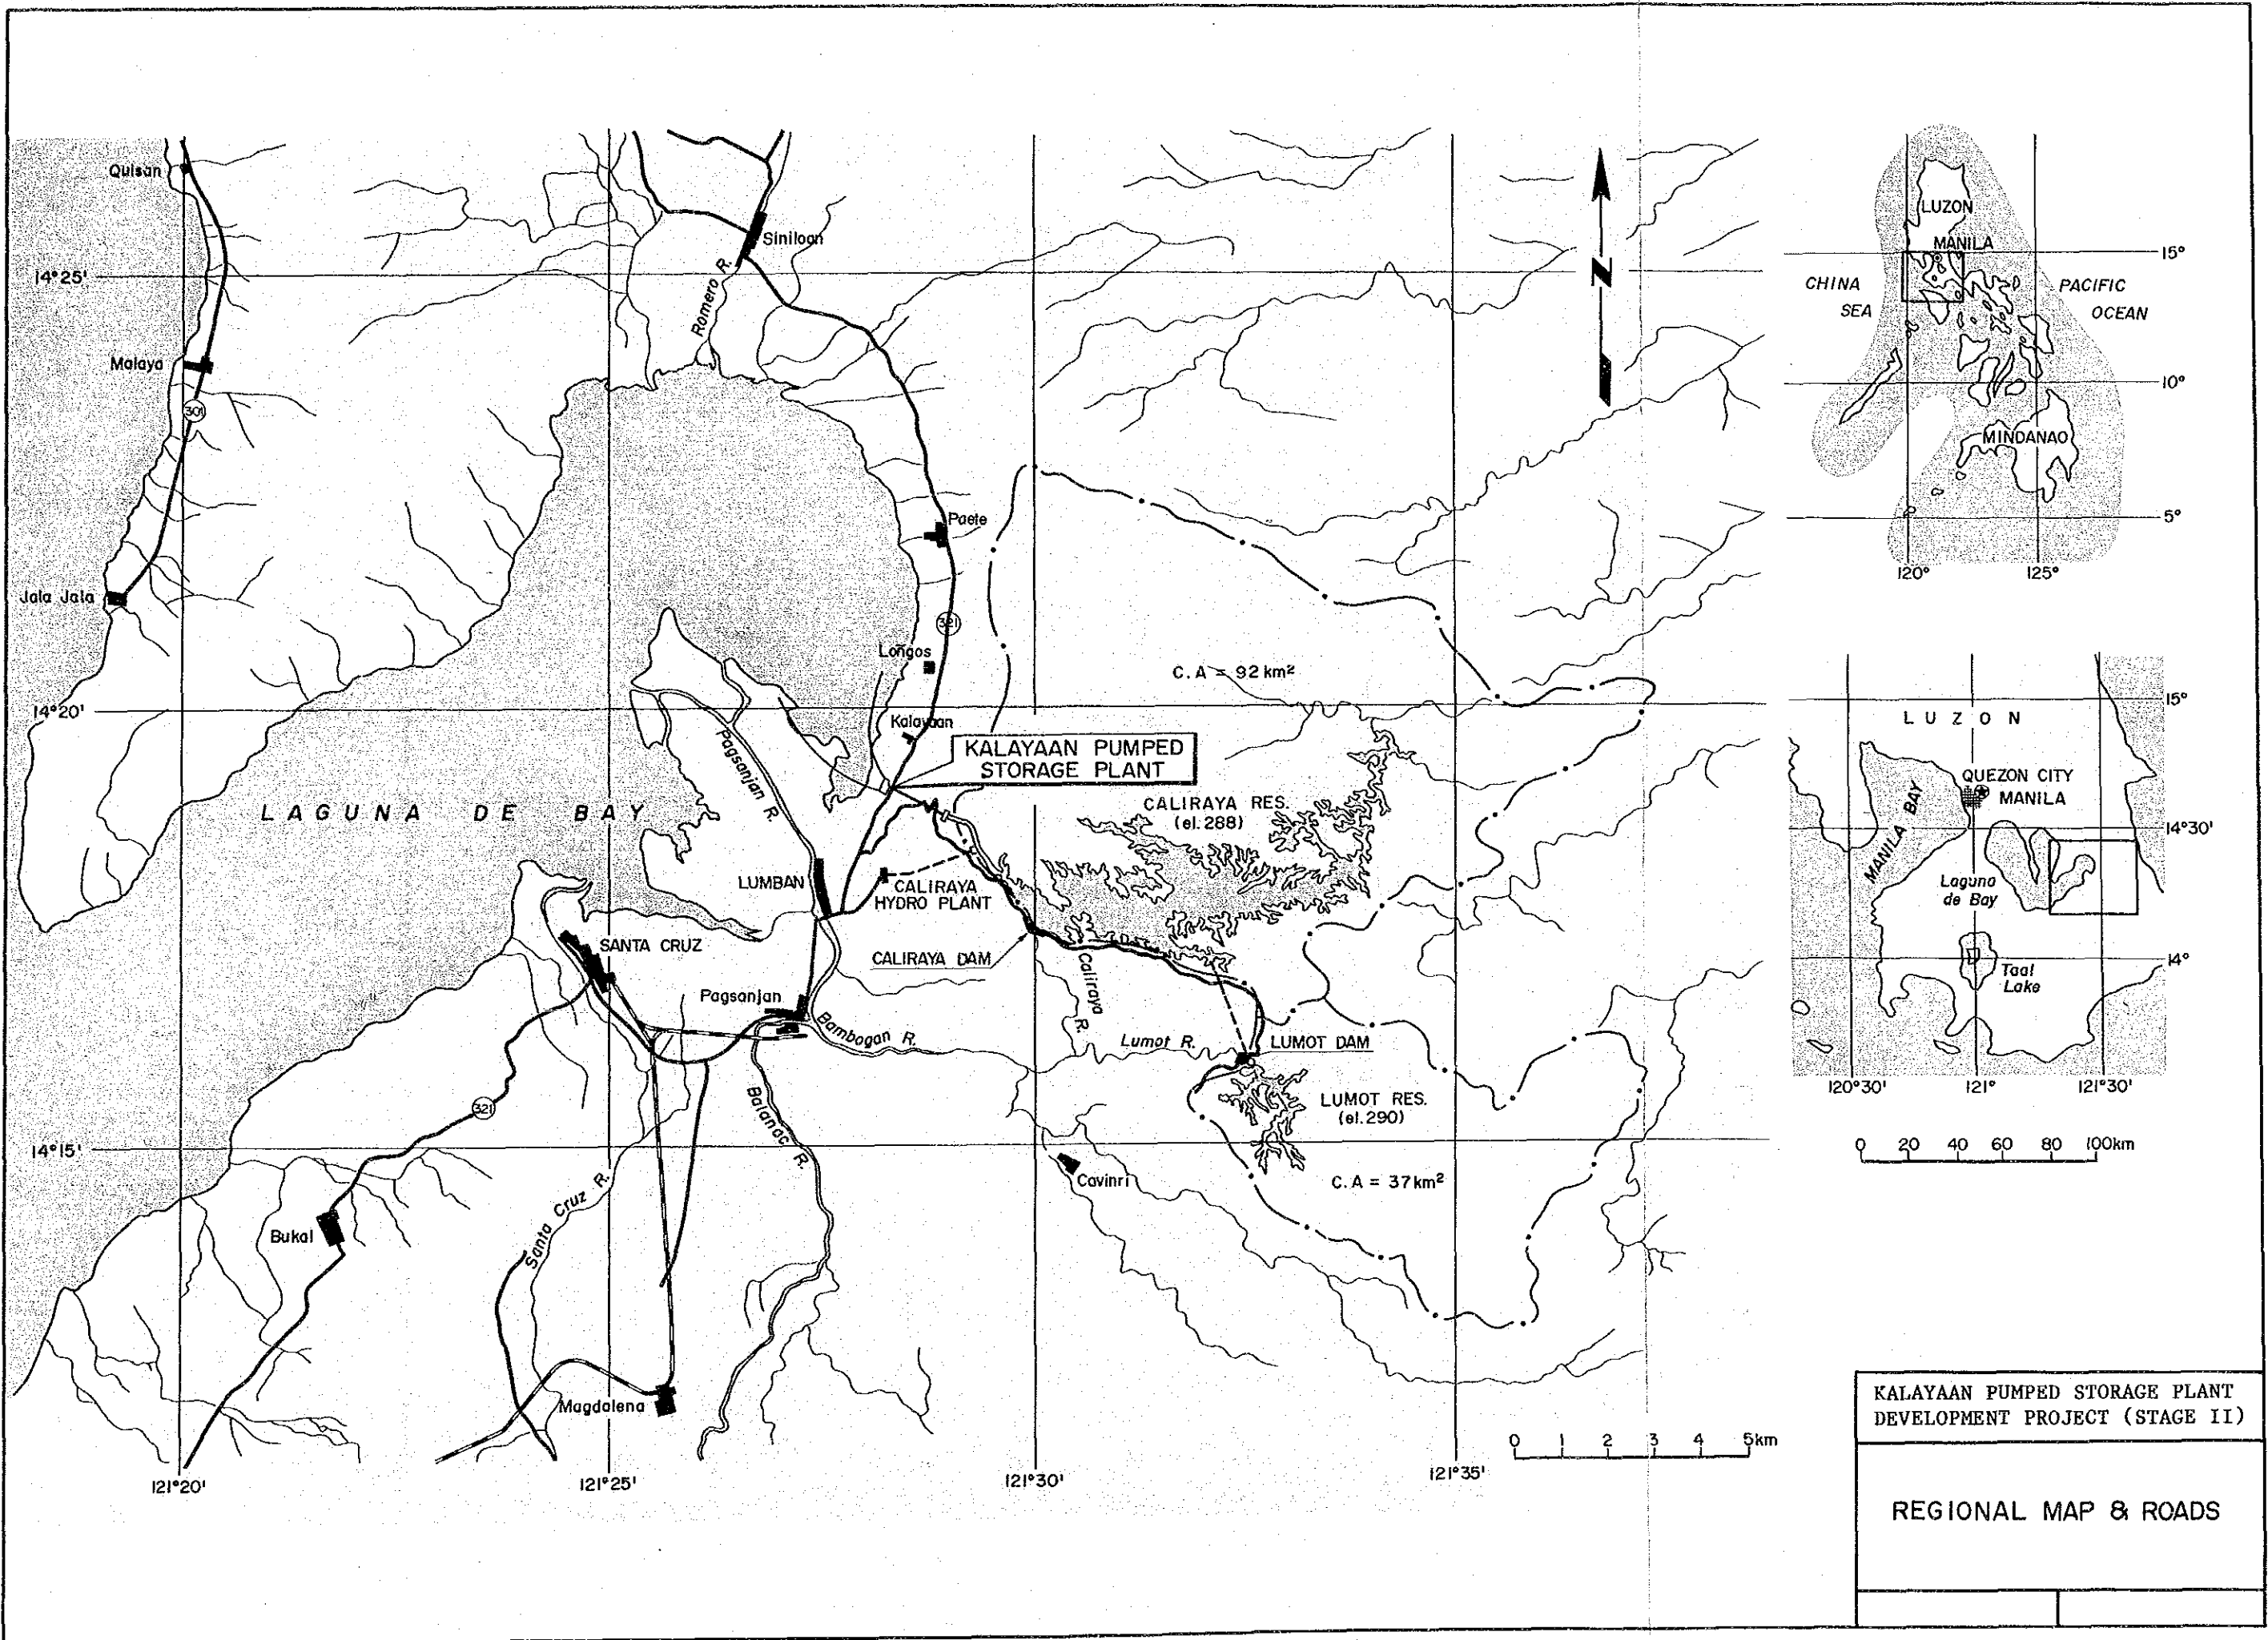 Quisan
Siniloan
14°25'
Romero R.
Malaya
301
Paete
Jala Jala
321
Loñgos
C.A = 92 km²
14°20'
Kalayaan
KALAYAAN PUMPED
STORAGE PLANT
Pagsanjan R.
LAGUNA DE BAY
CALIRAYA RES.
(el.288)
LUMBAN
CALIRAYA
HYDRO PLANT
SANTA CRUZ
CALIRAYA DAM
Caliraya R.
Pagsanjan
Bambogan R.
Lumot R.
LUMOT DAM
321
Balanac R.
LUMOT RES.
(el.290)
14°15'
Cavinri
C.A = 37 km²
Santa Cruz R.
Bukal
Magdalena
0 1 2 3 4 5km
121°20'
121°25'
121°30'
121°35'
N
LUZON
MANILA
15°
CHINA
SEA
PACIFIC
OCEAN
10°
MINDANAO
5°
120°
125°
15°
LUZON
QUEZON CITY
MANILA
MANILA BAY
14°30'
Laguna
de Bay
14°
Taal
Lake
120°30'
121°
121°30'
0 20 40 60 80 100km
KALAYAAN PUMPED STORAGE PLANT
DEVELOPMENT PROJECT (STAGE II)
REGIONAL MAP & ROADS